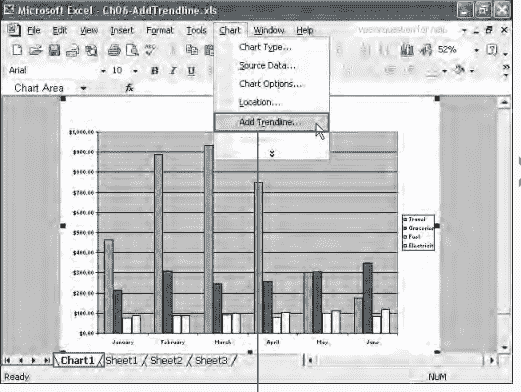 Microsoft Excel - Ch06-AddTrendline.xls
File Edit View Insert Format Tools Chart Window Help
52%
Arial 10 B I U
Chart Area fx
Chart Type...
Source Data...
Chart Options...
Location...
Add Trendline...
$1,000.00
$900.00
$800.00
$700.00
$600.00
$500.00
$400.00
$300.00
$200.00
$100.00
$0.00
January February March April May June
Travel
Groceries
Fuel
Electricit
Chart1 Sheet1 Sheet2 Sheet3
Ready NUM